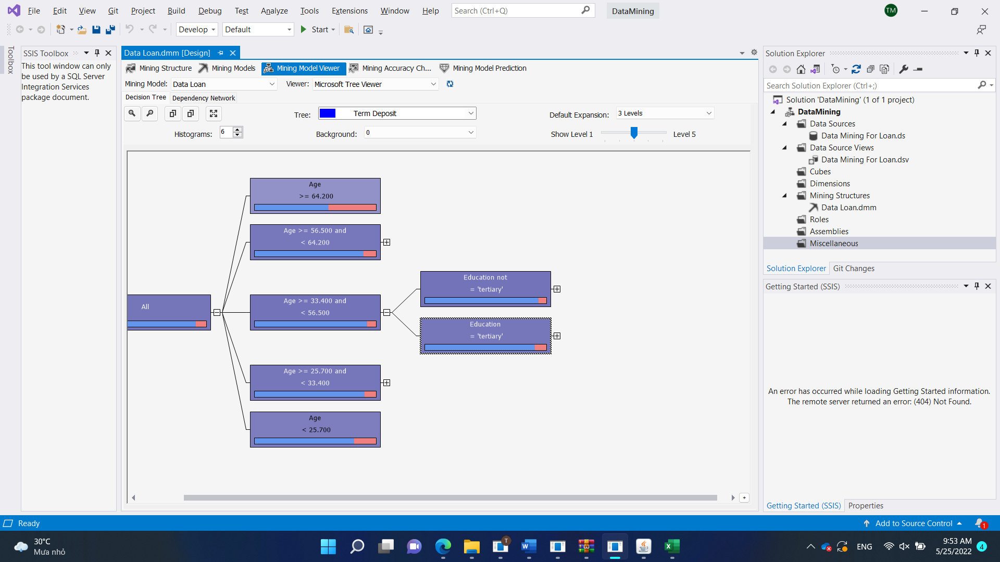 File Edit View Git Project Build Debug Test Analyze Tools Extensions Window Help Search (Ctrl+Q) DataMining TM
Develop Default Start
Toolbox
SSIS Toolbox
This tool window can only
be used by a SQL Server
Integration Services
package document.
Data Loan.dmm [Design]
Mining Structure Mining Models Mining Model Viewer Mining Accuracy Ch... Mining Model Prediction
Mining Model: Data Loan Viewer: Microsoft Tree Viewer
Decision Tree Dependency Network
Tree: Term Deposit Default Expansion: 3 Levels
Histograms: 6 Background: 0 Show Level 1 Level 5
All
Age
>= 64.200
Age >= 56.500 and
< 64.200
Age >= 33.400 and
< 56.500
Age >= 25.700 and
< 33.400
Age
< 25.700
Education not
= 'tertiary'
Education
= 'tertiary'
Solution Explorer
Search Solution Explorer (Ctrl+;)
Solution 'DataMining' (1 of 1 project)
DataMining
Data Sources
Data Mining For Loan.ds
Data Source Views
Data Mining For Loan.dsv
Cubes
Dimensions
Mining Structures
Data Loan.dmm
Roles
Assemblies
Miscellaneous
Solution Explorer Git Changes
Getting Started (SSIS)
An error has occurred while loading Getting Started information.
The remote server returned an error: (404) Not Found.
Getting Started (SSIS) Properties
Ready Add to Source Control 1
30°C
Mưa nhỏ
T
W
X
ENG
9:53 AM
5/25/2022
4